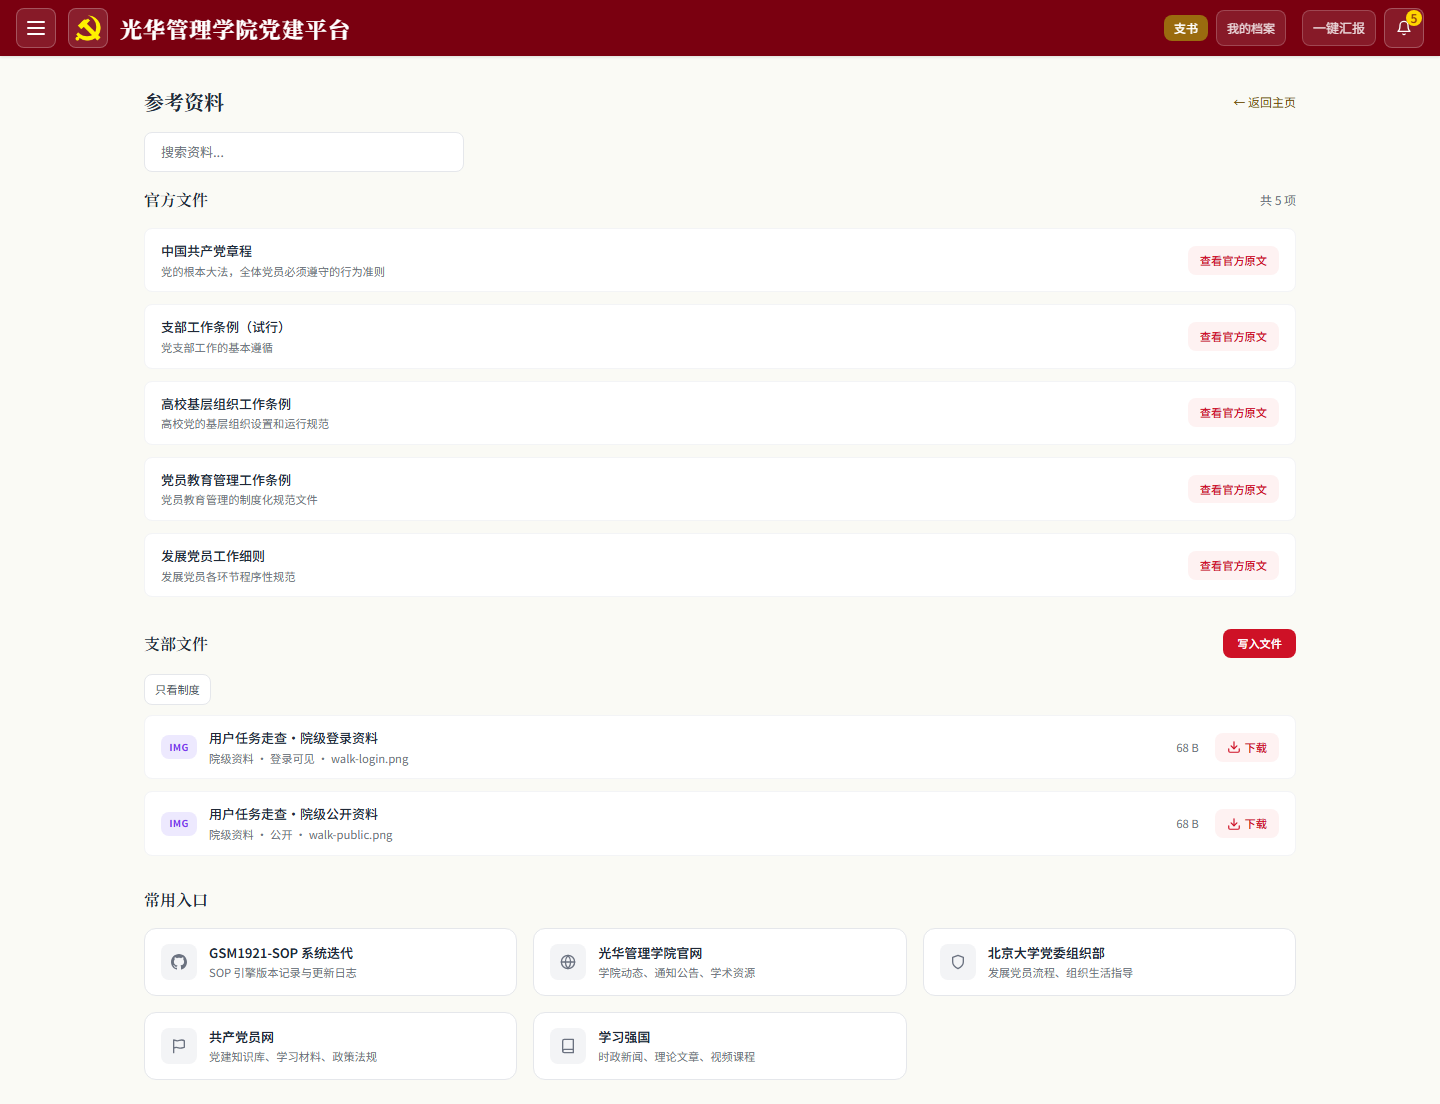 光华管理学院党建平台
支书
我的档案
一键汇报
5
参考资料
← 返回主页
搜索资料...
官方文件
共 5 项
中国共产党章程
党的根本大法，全体党员必须遵守的行为准则
查看官方原文
支部工作条例（试行）
党支部工作的基本遵循
查看官方原文
高校基层组织工作条例
高校党的基层组织设置和运行规范
查看官方原文
党员教育管理工作条例
党员教育管理的制度化规范文件
查看官方原文
发展党员工作细则
发展党员各环节程序性规范
查看官方原文
支部文件
写入文件
只看制度
IMG
用户任务走查・院级登录资料
院级资料 ・ 登录可见 ・ walk-login.png
68 B
下载
IMG
用户任务走查・院级公开资料
院级资料 ・ 公开 ・ walk-public.png
68 B
下载
常用入口
GSM1921-SOP 系统迭代
SOP 引擎版本记录与更新日志
光华管理学院官网
学院动态、通知公告、学术资源
北京大学党委组织部
发展党员流程、组织生活指导
共产党员网
党建知识库、学习材料、政策法规
学习强国
时政新闻、理论文章、视频课程